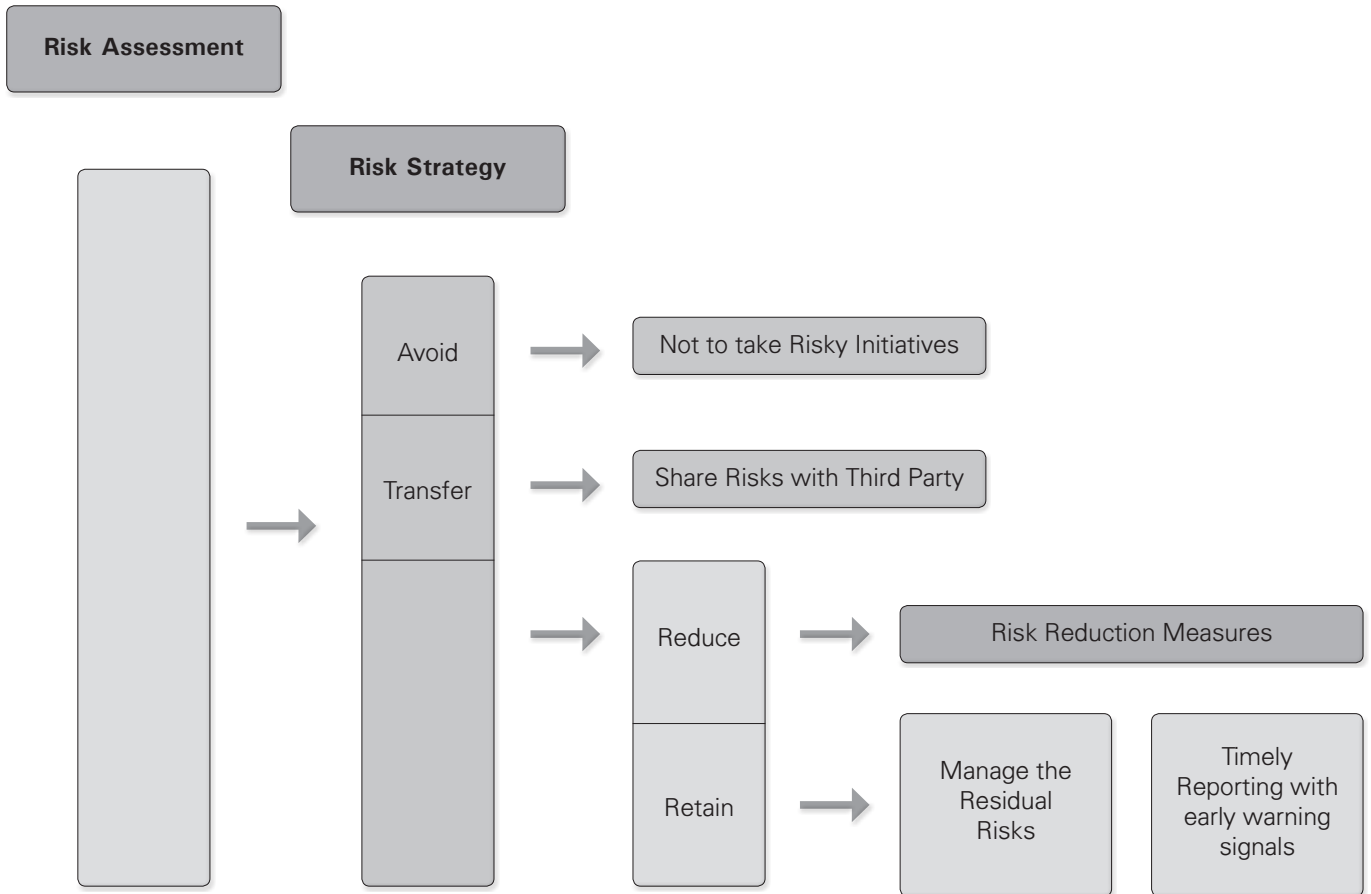 Risk Assessment
Risk Strategy
Avoid
Not to take Risky Initiatives
Transfer
Share Risks with Third Party
Reduce
Risk Reduction Measures
Retain
Manage the
Residual
Risks
Timely
Reporting with
early warning
signals